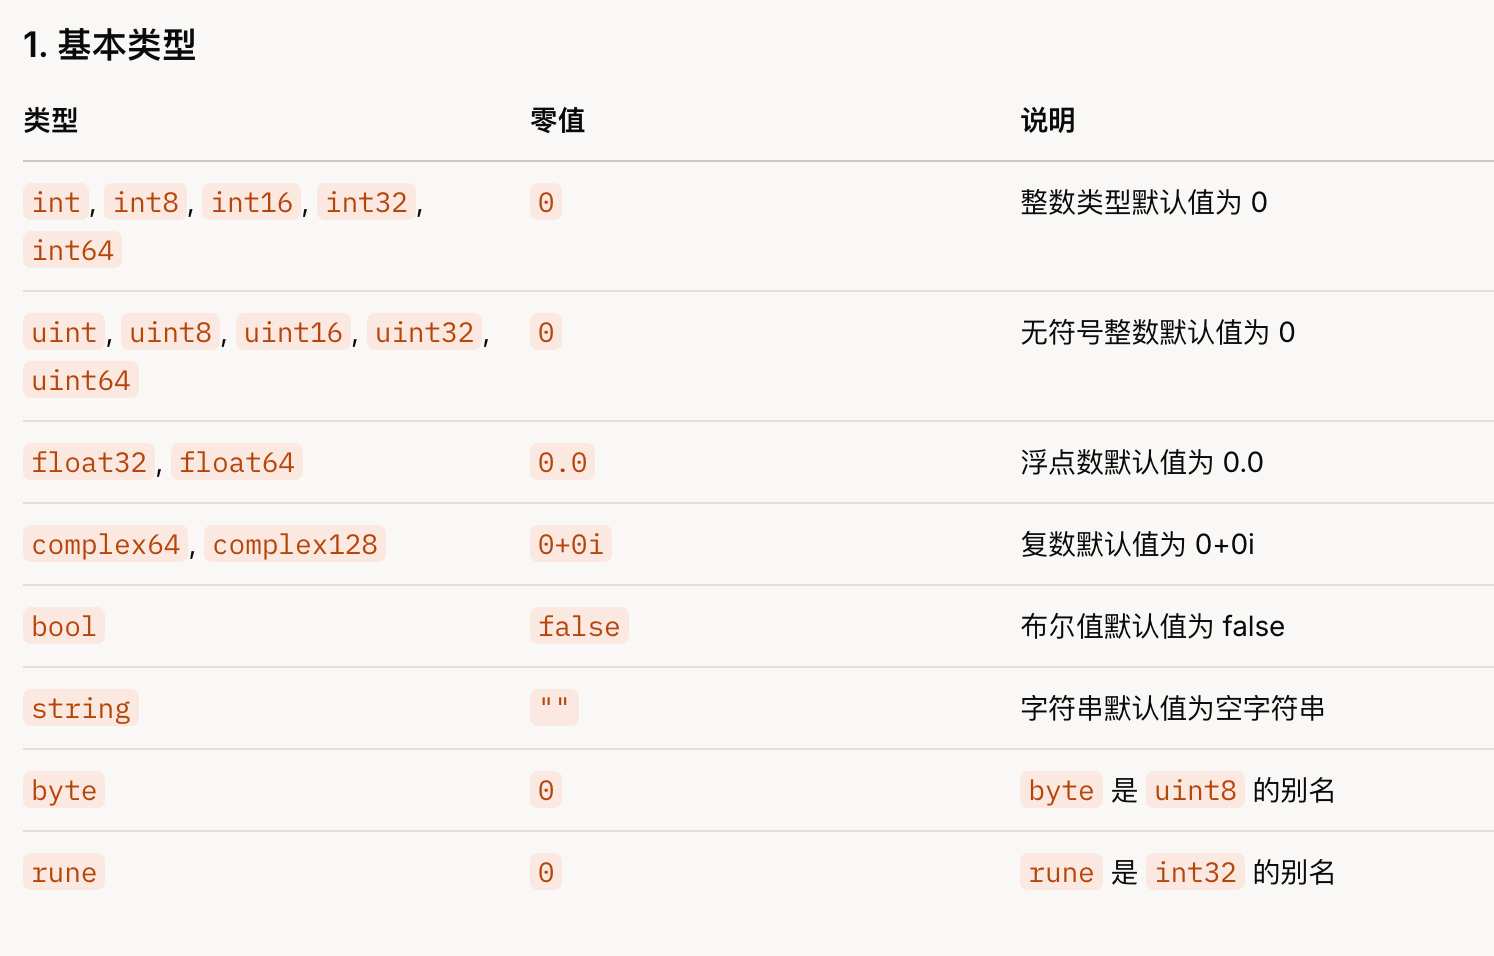 1. 基本类型
类型 零值 说明
int, int8, int16, int32, 0 整数类型默认值为 0
int64
uint, uint8, uint16, uint32, 0 无符号整数默认值为 0
uint64
float32, float64 0.0 浮点数默认值为 0.0
complex64, complex128 0+0i 复数默认值为 0+0i
bool false 布尔值默认值为 false
string "" 字符串默认值为空字符串
byte 0 byte 是 uint8 的别名
rune 0 rune 是 int32 的别名